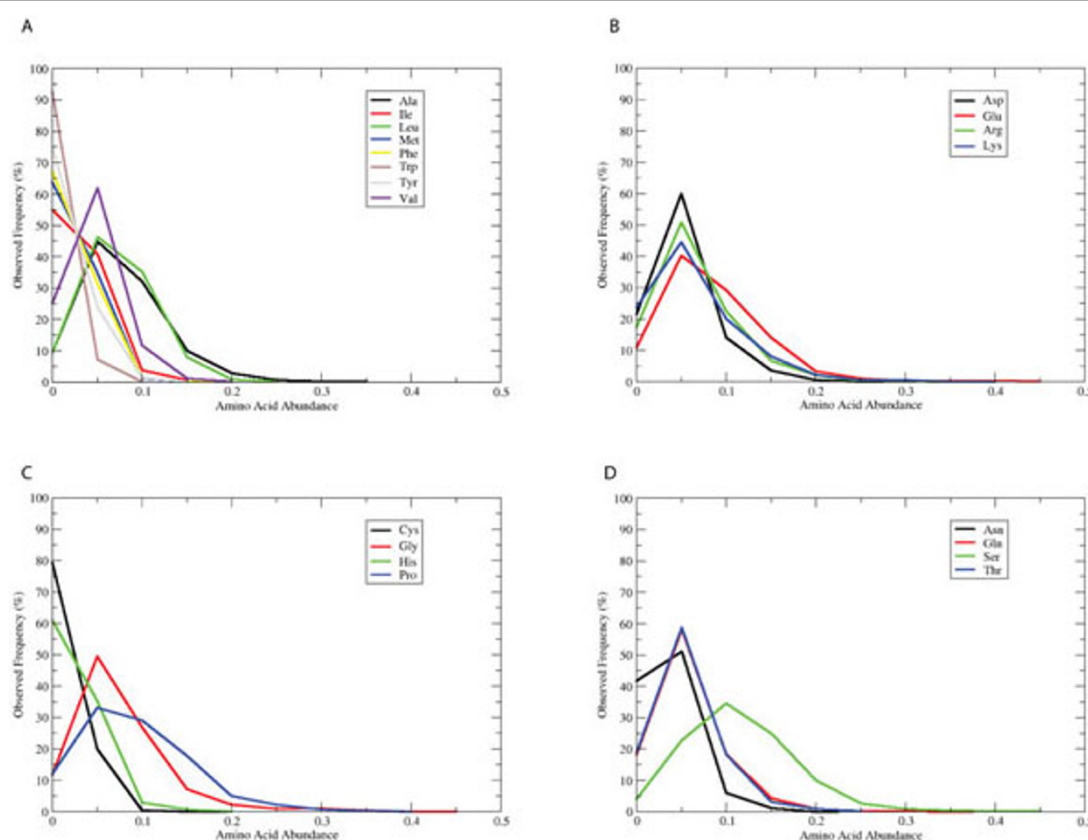 A
100
90
80
70
60
50
40
30
20
10
0
Observed Frequency (%)
0 0.1 0.2 0.3 0.4 0.5
Amino Acid Abundance
Ala
Ile
Leu
Met
Phe
Trp
Tyr
Val
B
100
90
80
70
60
50
40
30
20
10
0
Observed Frequency (%)
0 0.1 0.2 0.3 0.4
Amino Acid Abundance
Asp
Glu
Arg
Lys
C
100
90
80
70
60
50
40
30
20
10
0
Observed Frequency (%)
0 0.1 0.2 0.3 0.4 0.5
Amino Acid Abundance
Cys
Gly
His
Pro
D
100
90
80
70
60
50
40
30
20
10
0
Observed Frequency (%)
0 0.1 0.2 0.3 0.4
Amino Acid Abundance
Asn
Gln
Ser
Thr